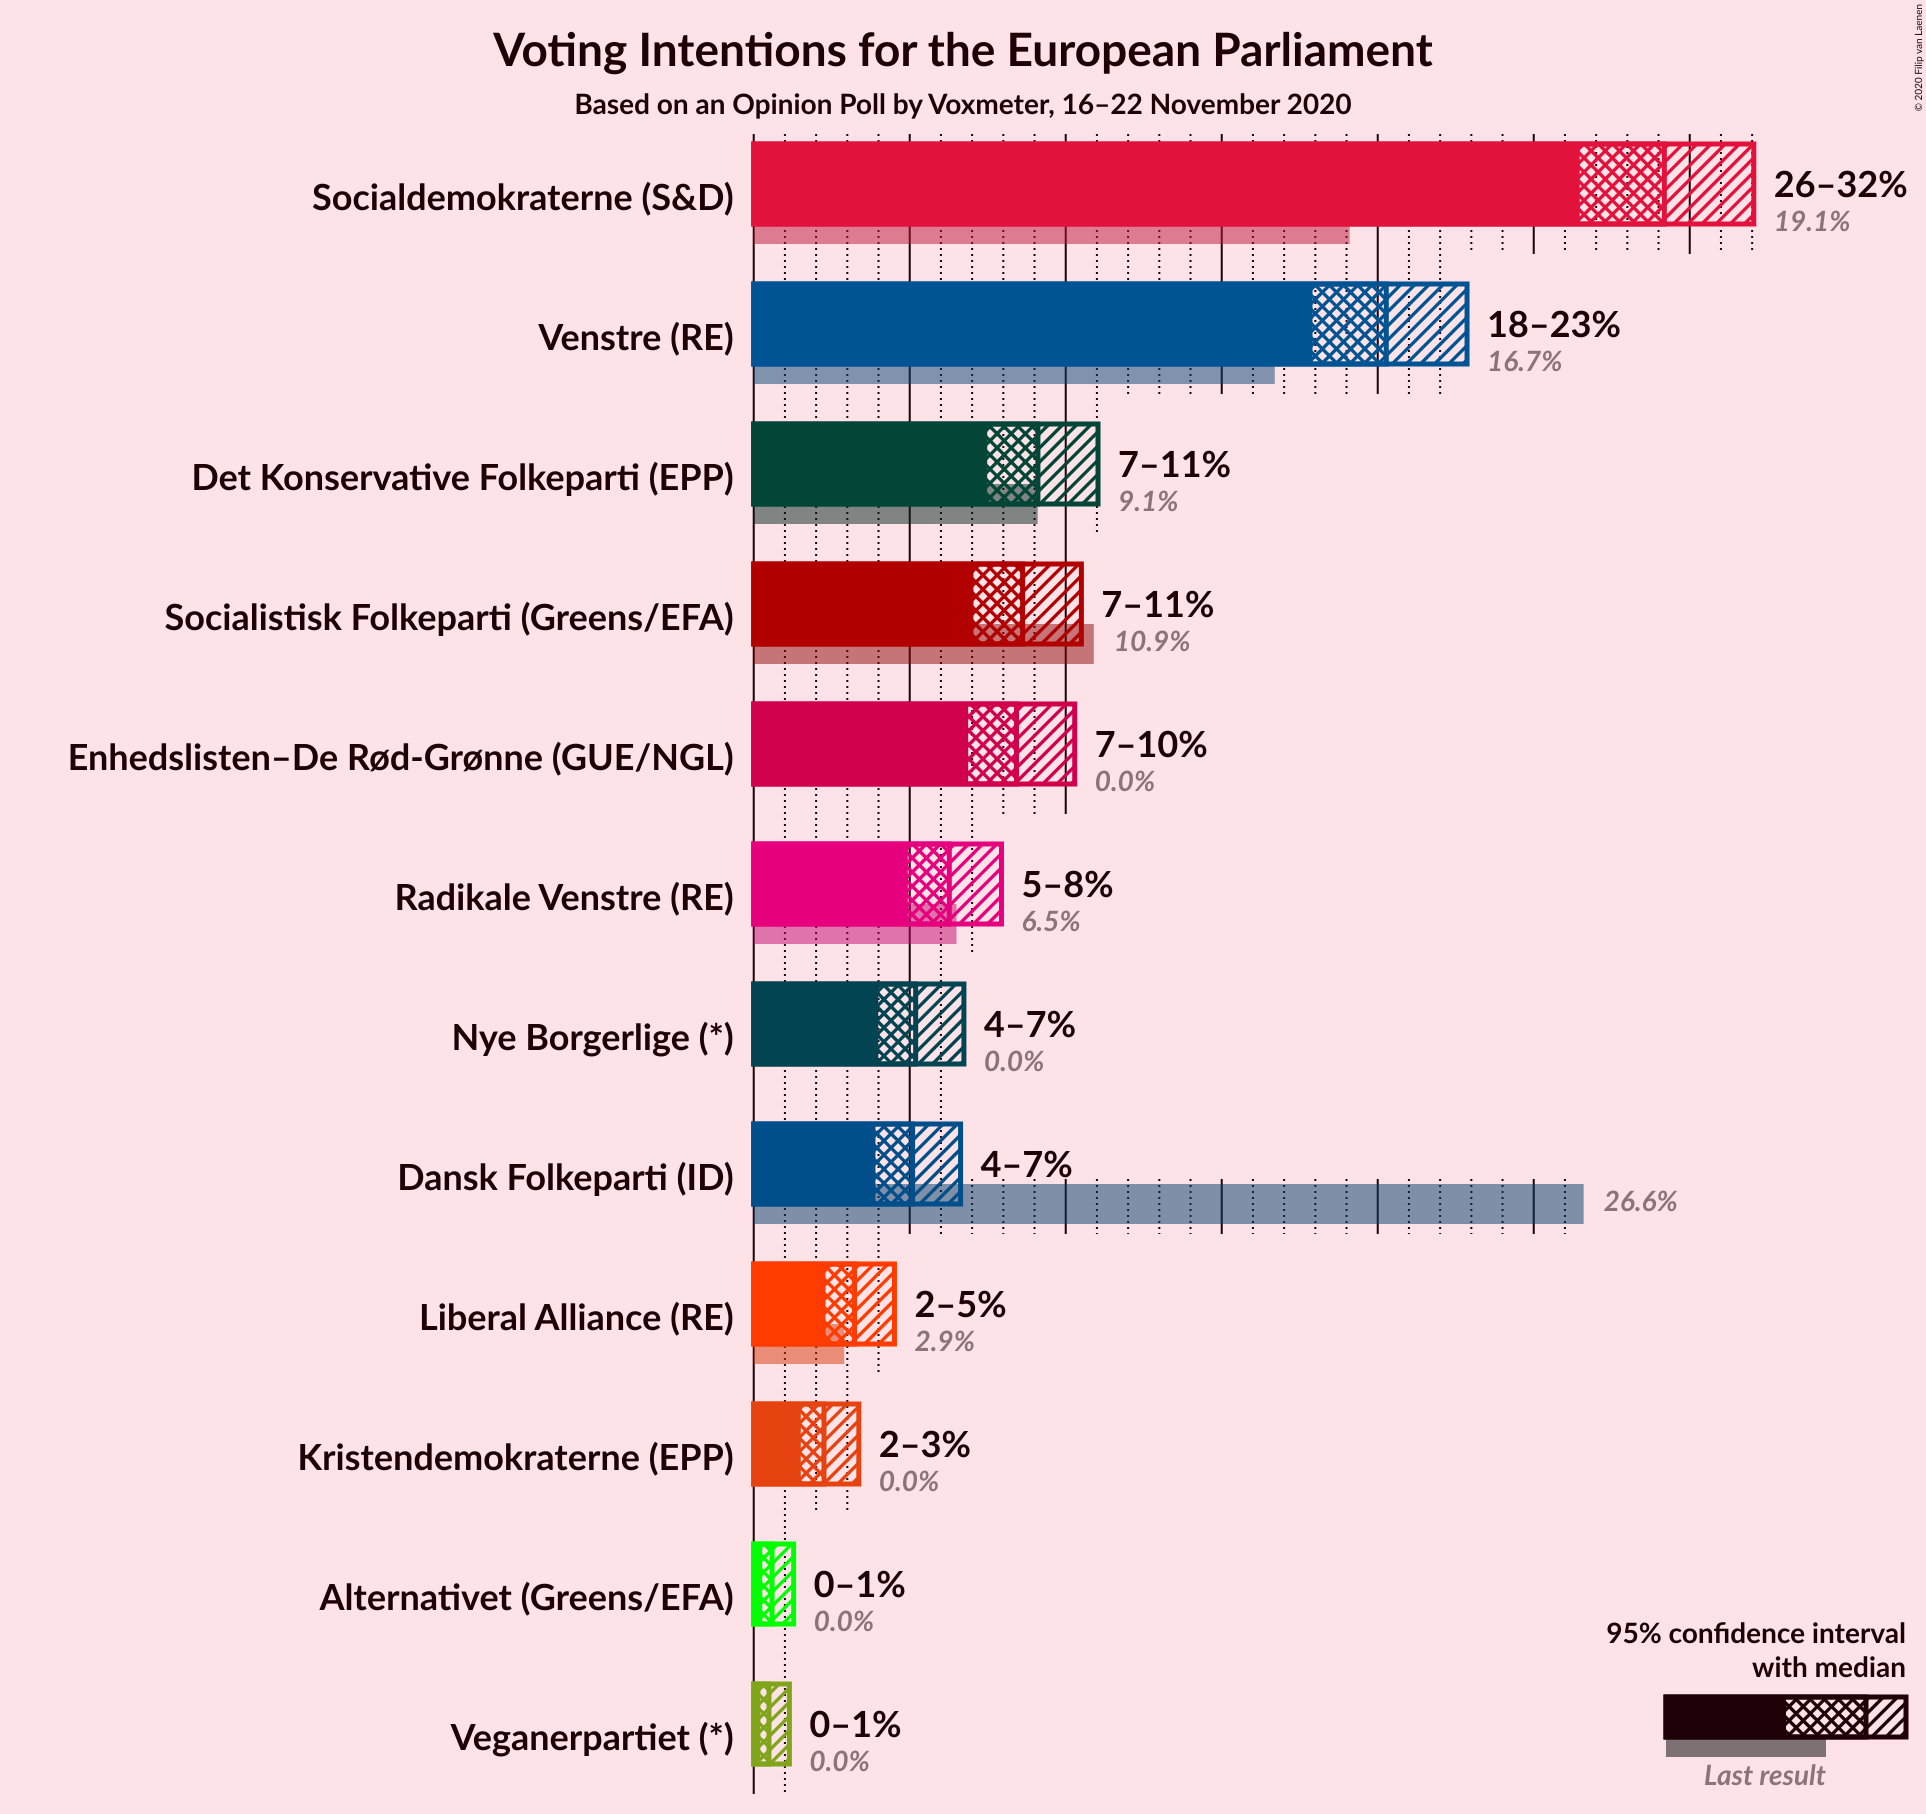 Voting Intentions for the European Parliament
Based on an Opinion Poll by Voxmeter, 16–22 November 2020
© 2020 Filip van Laenen
Socialdemokraterne (S&D)
26–32%
19.1%
Venstre (RE)
18–23%
16.7%
Det Konservative Folkeparti (EPP)
7–11%
9.1%
Socialistisk Folkeparti (Greens/EFA)
7–11%
10.9%
Enhedslisten–De Rød-Grønne (GUE/NGL)
7–10%
0.0%
Radikale Venstre (RE)
5–8%
6.5%
Nye Borgerlige (*)
4–7%
0.0%
Dansk Folkeparti (ID)
4–7%
26.6%
Liberal Alliance (RE)
2–5%
2.9%
Kristendemokraterne (EPP)
2–3%
0.0%
Alternativet (Greens/EFA)
0–1%
0.0%
Veganerpartiet (*)
0–1%
0.0%
95% confidence interval
with median
Last result